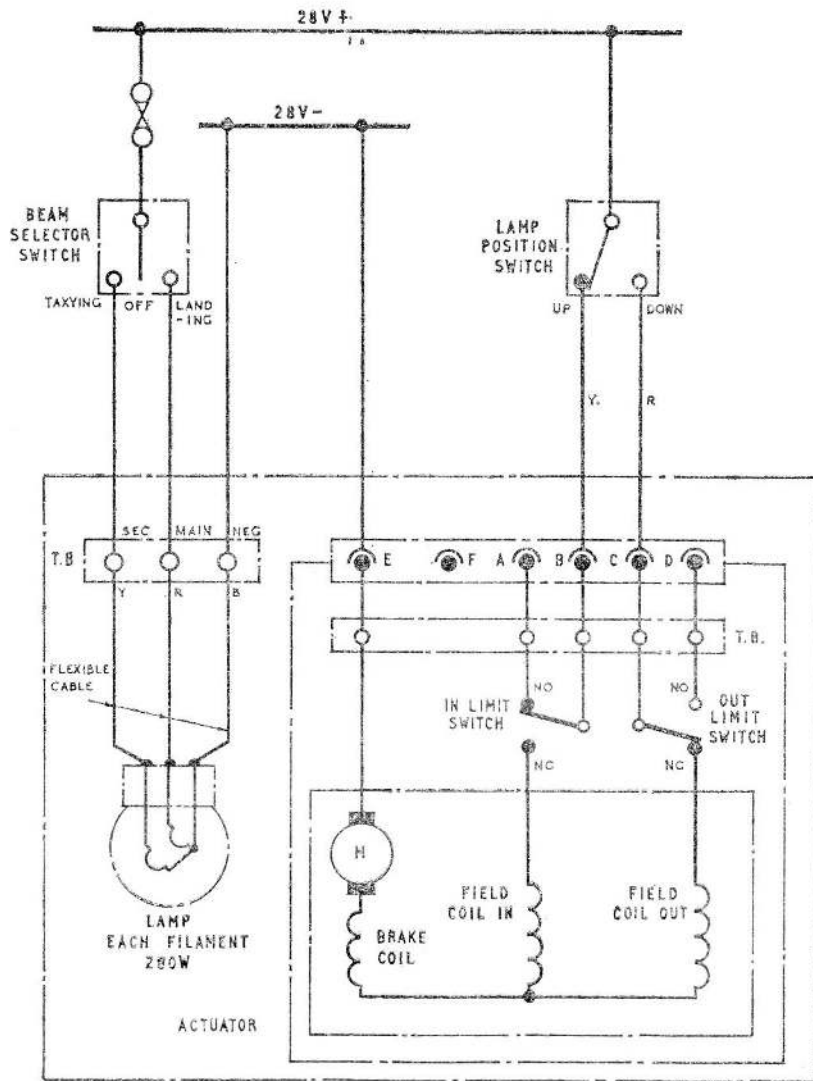 28V +
28V -
BEAM
SELECTOR
SWITCH
LAMP
POSITION
SWITCH
TAXYING
OFF
LAND
-ING
UP
DOWN
Y.
R
SEC
MAIN
NEG
T.B
E
F
A
B
C
D
Y
R
B
T.B.
FLEXIBLE
CABLE
NO
IN LIMIT
SWITCH
NC
NO
OUT
LIMIT
SWITCH
NC
M
LAMP
EACH FILAMENT
280W
BRAKE
COIL
FIELD
COIL IN
FIELD
COIL OUT
ACTUATOR